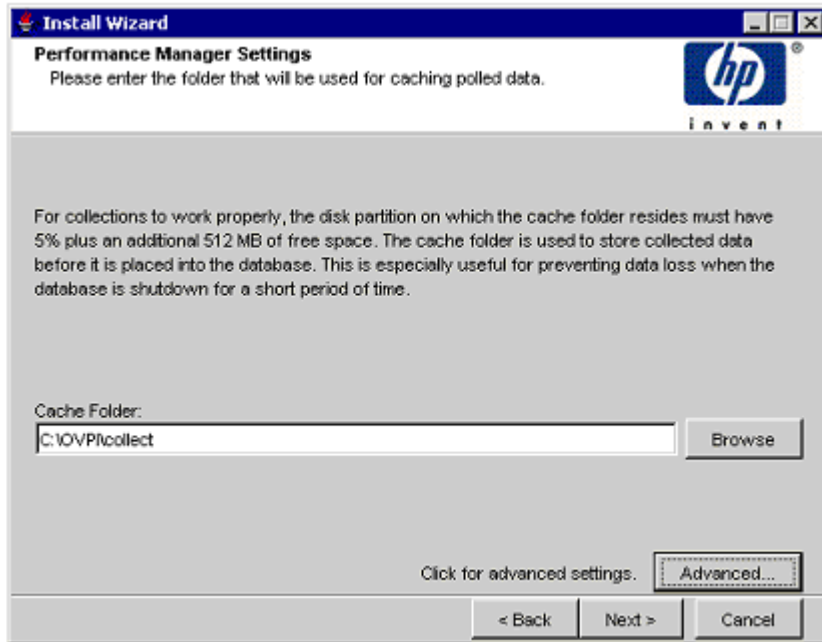 Install Wizard
Performance Manager Settings
Please enter the folder that will be used for caching polled data.
hp
®
invent
For collections to work properly, the disk partition on which the cache folder resides must have
5% plus an addtional 512 MB of free space. The cache folder is used to store collected data
before it is placed into the database. This is especially useful for preventing data loss when the
database is shutdown for a short period of time.
Cache Folder:
C:\OVPI\collect
Browse
Click for advanced settings.
Advanced...
< Back
Next >
Cancel